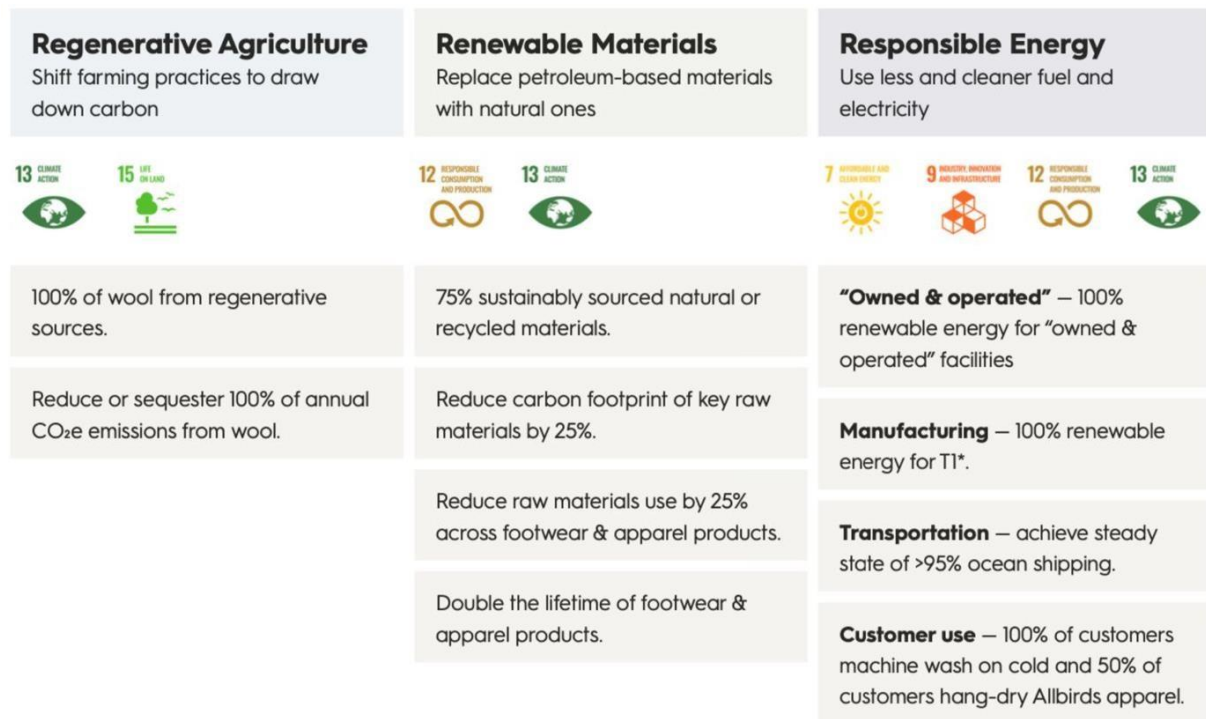 Regenerative Agriculture
Shift farming practices to draw
down carbon
13 CLIMATE
ACTION
15 LIFE
ON LAND
100% of wool from regenerative
sources.
Reduce or sequester 100% of annual
CO₂e emissions from wool.
Renewable Materials
Replace petroleum-based materials
with natural ones
12 RESPONSIBLE
CONSUMPTION
AND PRODUCTION
13 CLIMATE
ACTION
75% sustainably sourced natural or
recycled materials.
Reduce carbon footprint of key raw
materials by 25%.
Reduce raw materials use by 25%
across footwear & apparel products.
Double the lifetime of footwear &
apparel products.
Responsible Energy
Use less and cleaner fuel and
electricity
7 AFFORDABLE AND
CLEAN ENERGY
9 INDUSTRY, INNOVATION
AND INFRASTRUCTURE
12 RESPONSIBLE
CONSUMPTION
AND PRODUCTION
13 CLIMATE
ACTION
“Owned & operated” – 100%
renewable energy for “owned &
operated” facilities
Manufacturing – 100% renewable
energy for T1*.
Transportation – achieve steady
state of >95% ocean shipping.
Customer use – 100% of customers
machine wash on cold and 50% of
customers hang-dry Allbirds apparel.